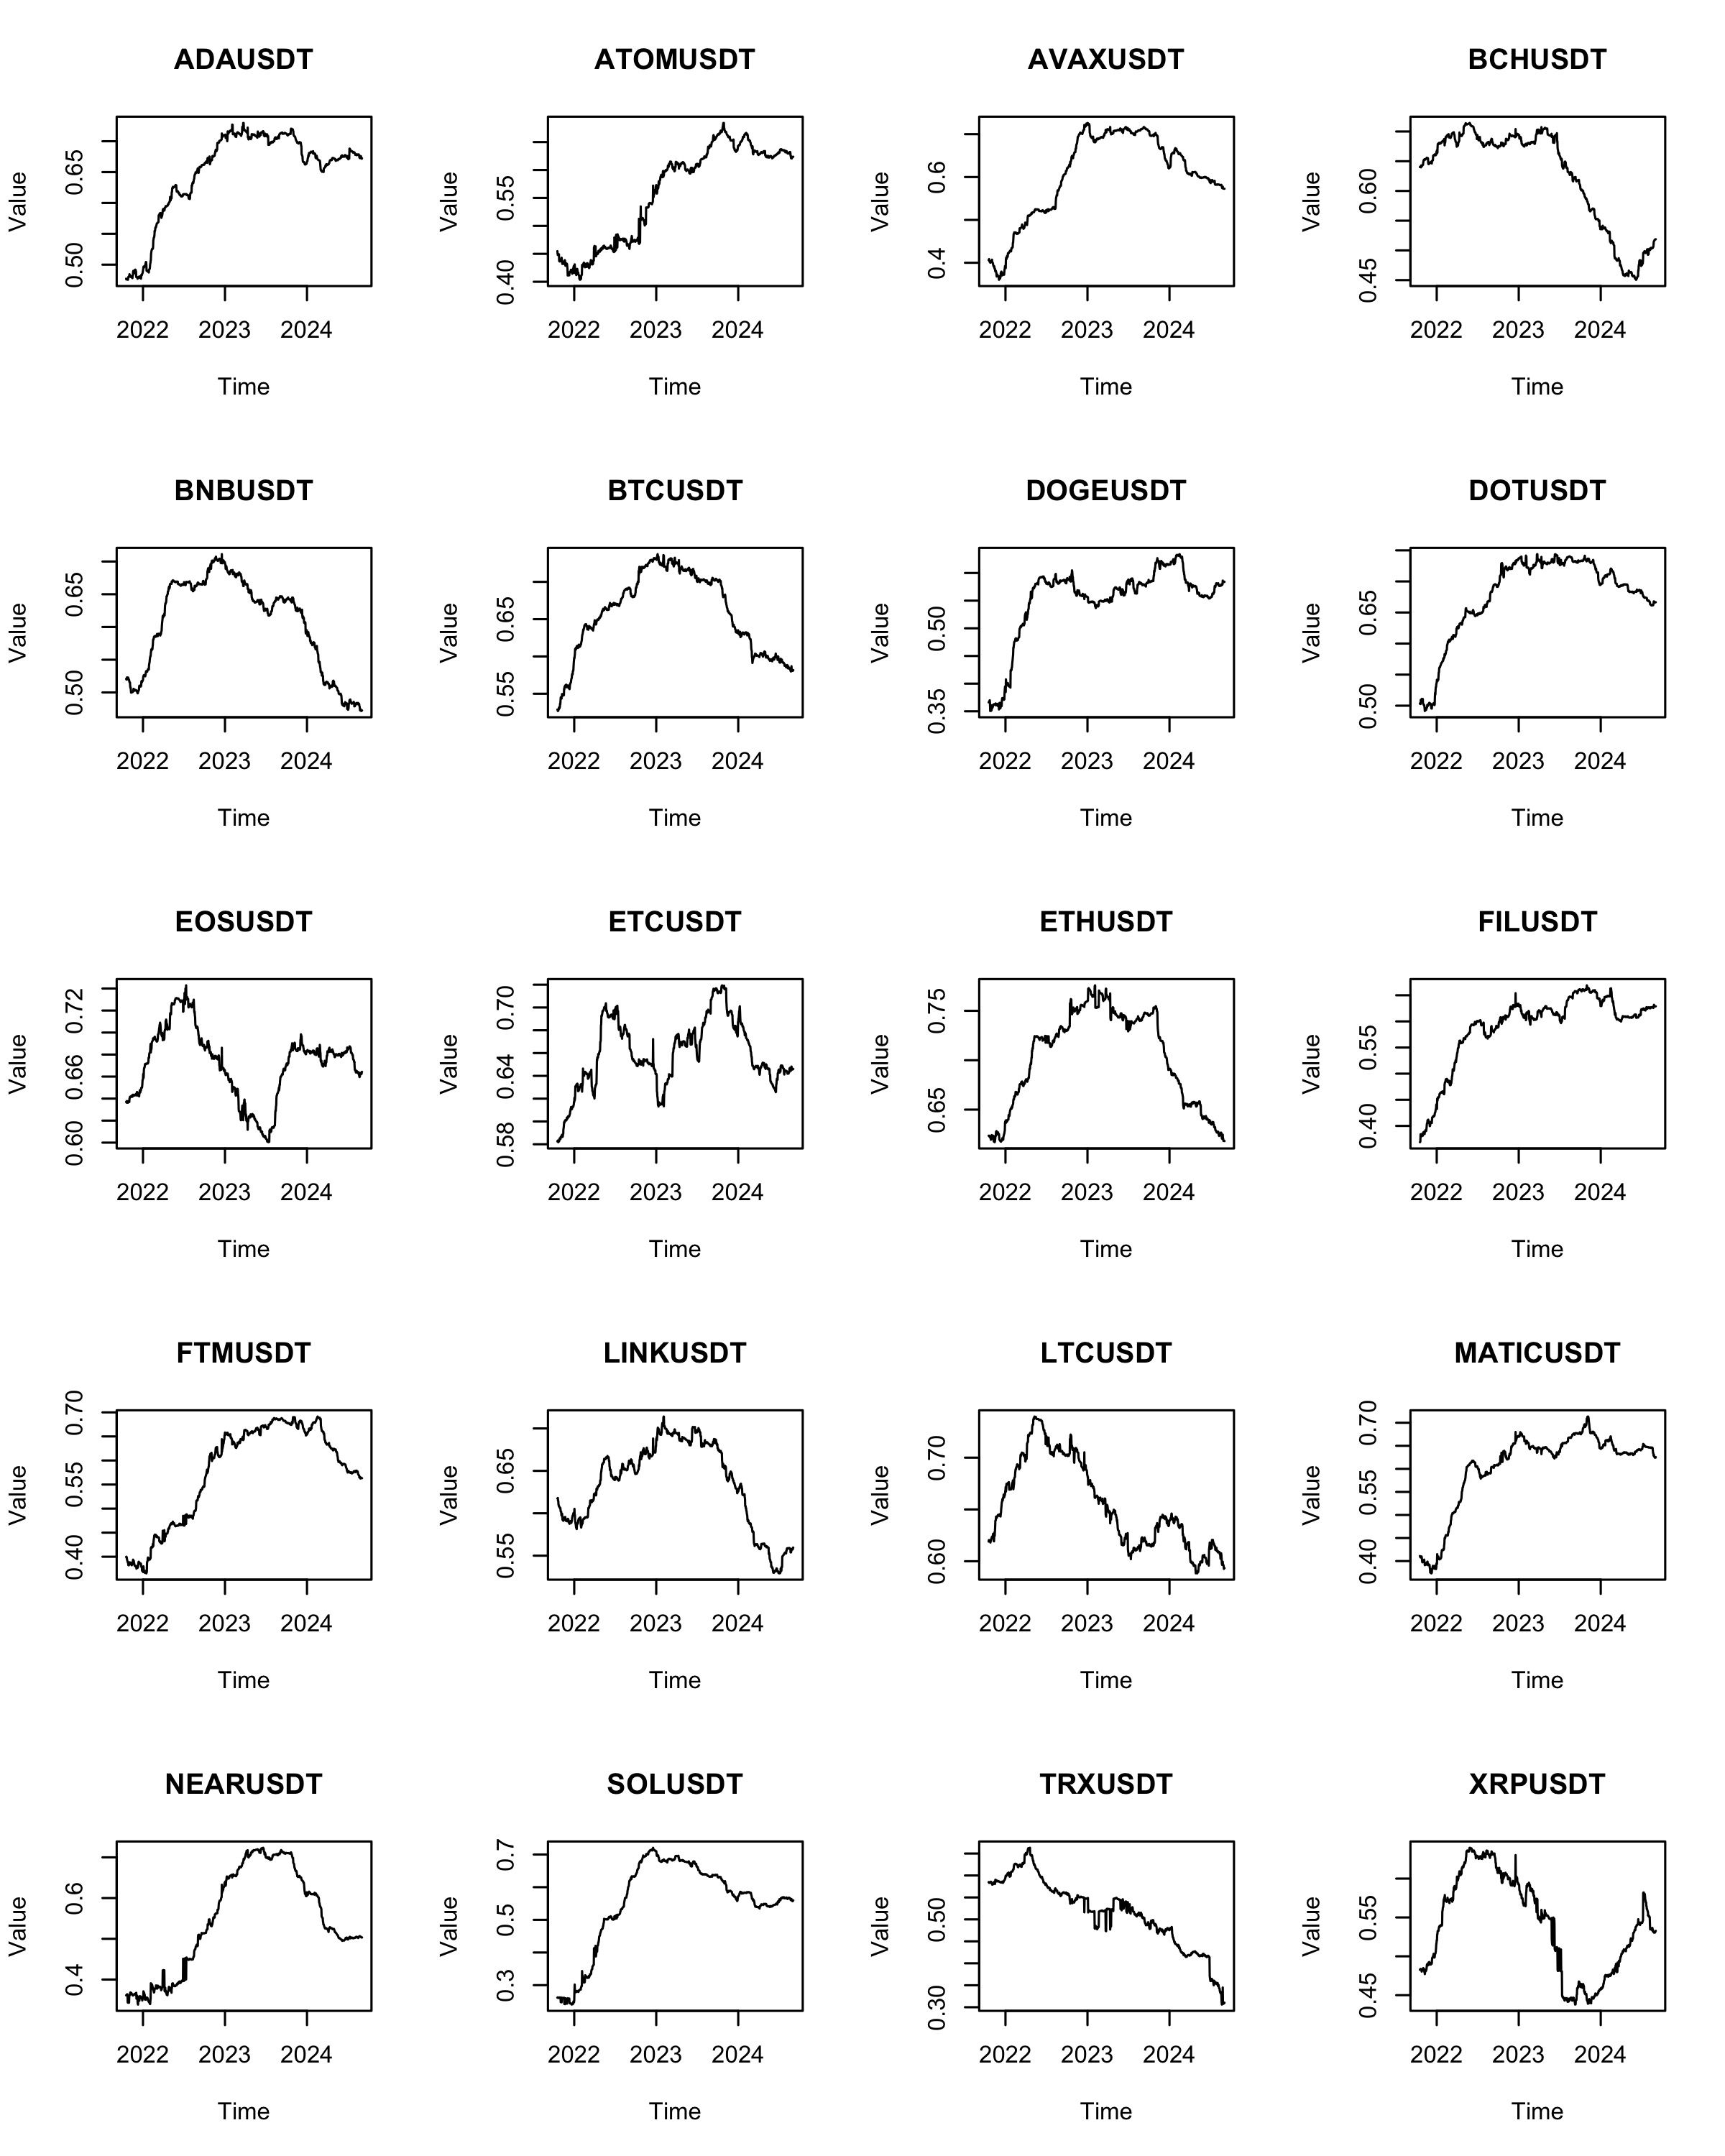 ADAUSDT ATOMUSDT AVAXUSDT BCHUSDT
Value 0.50 0.65 Value 0.40 0.55 Value 0.4 0.6 Value 0.45 0.60
2022 2023 2024 2022 2023 2024 2022 2023 2024 2022 2023 2024
Time Time Time Time
BNBUSDT BTCUSDT DOGEUSDT DOTUSDT
Value 0.50 0.65 Value 0.55 0.65 Value 0.35 0.50 Value 0.50 0.65
2022 2023 2024 2022 2023 2024 2022 2023 2024 2022 2023 2024
Time Time Time Time
EOSUSDT ETCUSDT ETHUSDT FILUSDT
Value 0.60 0.66 0.72 Value 0.58 0.64 0.70 Value 0.65 0.75 Value 0.40 0.55
2022 2023 2024 2022 2023 2024 2022 2023 2024 2022 2023 2024
Time Time Time Time
FTMUSDT LINKUSDT LTCUSDT MATICUSDT
Value 0.40 0.55 0.70 Value 0.55 0.65 Value 0.60 0.70 Value 0.40 0.55 0.70
2022 2023 2024 2022 2023 2024 2022 2023 2024 2022 2023 2024
Time Time Time Time
NEARUSDT SOLUSDT TRXUSDT XRPUSDT
Value 0.4 0.6 Value 0.3 0.5 0.7 Value 0.30 0.50 Value 0.45 0.55
2022 2023 2024 2022 2023 2024 2022 2023 2024 2022 2023 2024
Time Time Time Time